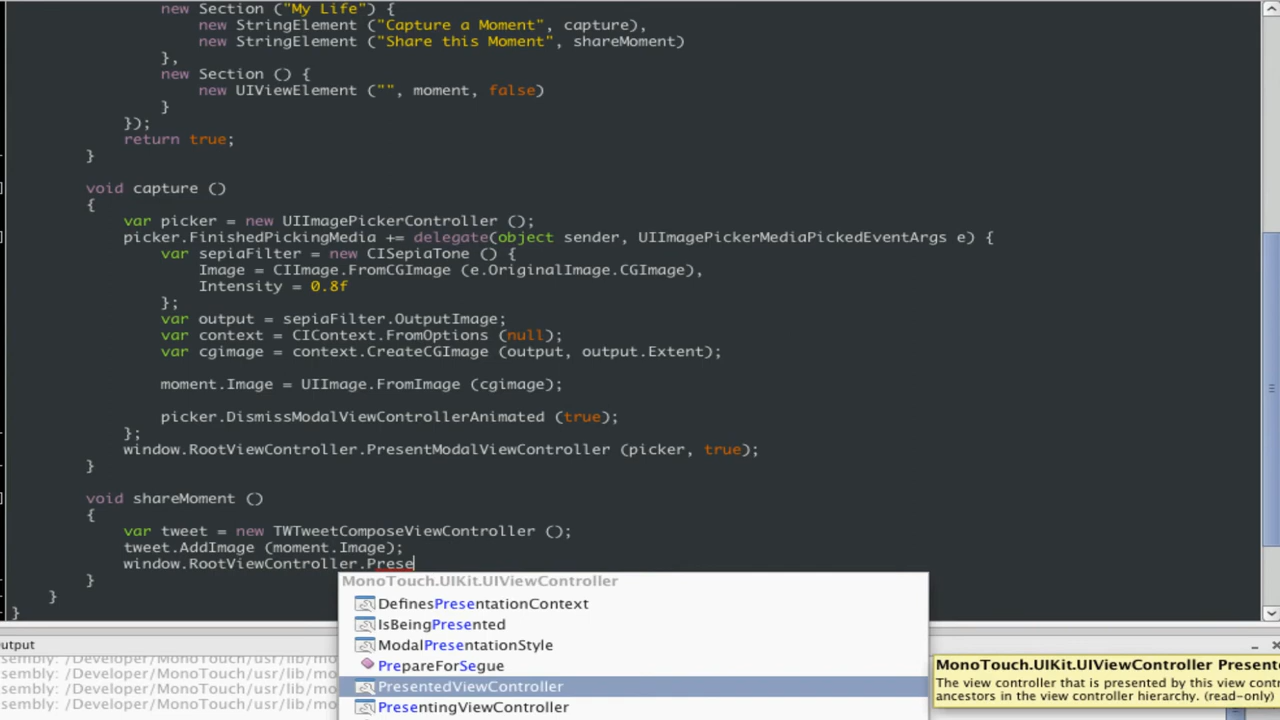 new Section ("My Life") {
new StringElement ("Capture a Moment", capture),
new StringElement ("Share this Moment", shareMoment)
},
new Section () {
new UIViewElement ("", moment, false)
}
});
return true;
}
void capture ()
{
var picker = new UIImagePickerController ();
picker.FinishedPickingMedia += delegate(object sender, UIImagePickerMediaPickedEventArgs e) {
var sepiaFilter = new CISepiaTone () {
Image = CIImage.FromCGImage (e.OriginalImage.CGImage),
Intensity = 0.8f
};
var output = sepiaFilter.OutputImage;
var context = CIContext.FromOptions (null);
var cgimage = context.CreateCGImage (output, output.Extent);
moment.Image = UIImage.FromImage (cgimage);
picker.DismissModalViewControllerAnimated (true);
};
window.RootViewController.PresentModalViewController (picker, true);
}
void shareMoment ()
{
var tweet = new TWTweetComposeViewController ();
tweet.AddImage (moment.Image);
window.RootViewController.Prese
}
}
}
MonoTouch.UIKit.UIViewController
DefinesPresentationContext
IsBeingPresented
ModalPresentationStyle
PrepareForSegue
PresentedViewController
PresentingViewController
utput
sembly: /Developer/MonoTouch/usr/lib/mo
sembly: /Developer/MonoTouch/usr/lib/mo
sembly: /Developer/MonoTouch/usr/lib/mo
sembly: /Developer/MonoTouch/usr/lib/mo
MonoTouch.UIKit.UIViewController Presente
The view controller that is presented by this view cont
ancestors in the view controller hierarchy. (read-only)